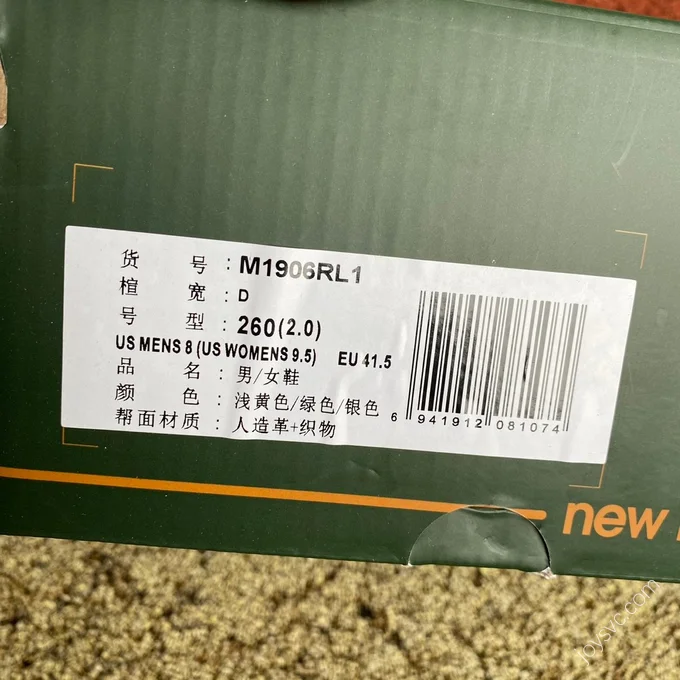 货 号 : M1906RL1
楦 宽 : D
号 型 : 260(2.0)
US MENS 8 (US WOMENS 9.5) EU 41.5
品 名 : 男/女鞋
颜 色 : 浅黄色/绿色/银色
帮面材质 : 人造革+织物
6 941912 081074
new
joysyc.com